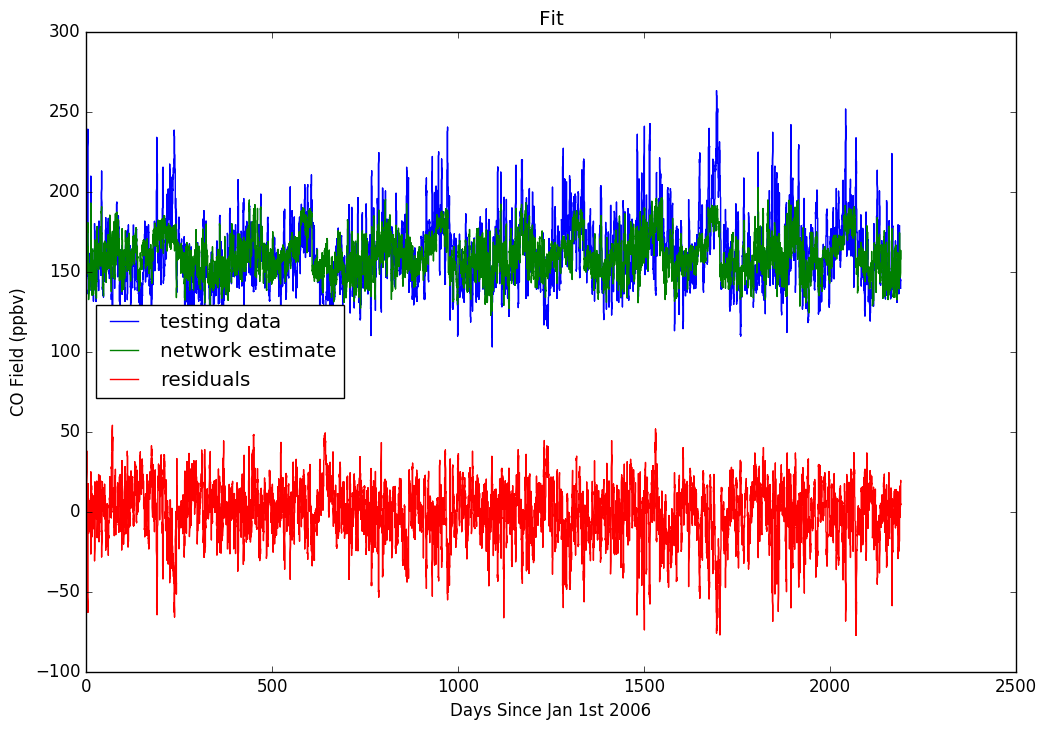 Fit
300
250
200
150
100
50
0
−50
−100
CO Field (ppbv)
testing data
network estimate
residuals
0 500 1000 1500 2000 2500
Days Since Jan 1st 2006